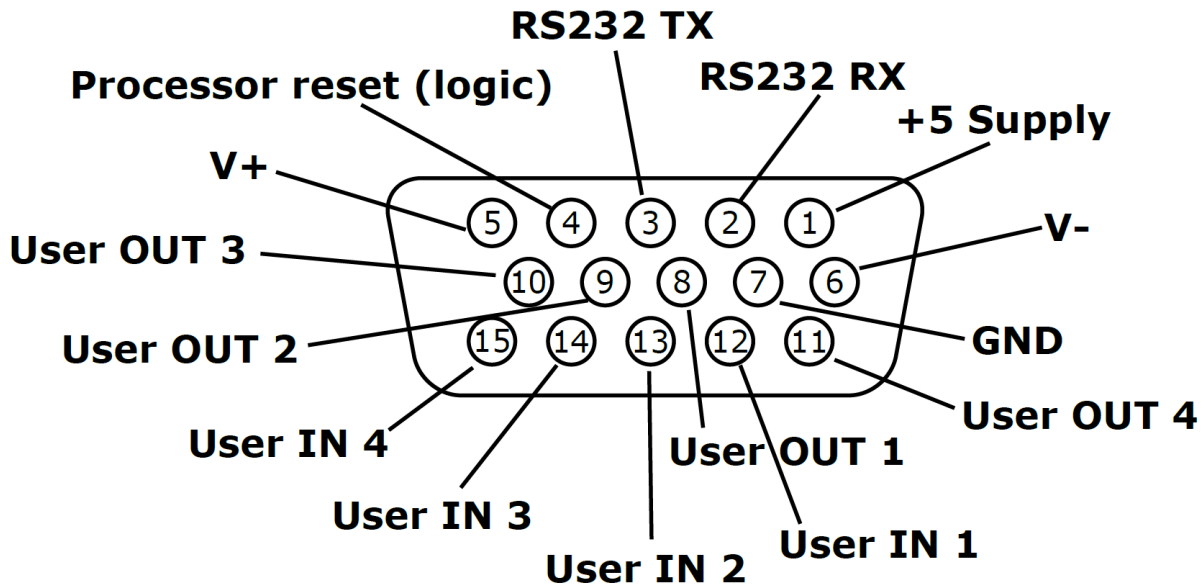 RS232 TX
RS232 RX
Processor reset (logic)
+5 Supply
V+
V-
User OUT 3
5 4 3 2 1
10 9 8 7 6
15 14 13 12 11
User OUT 2
GND
User OUT 4
User IN 4
User OUT 1
User IN 3
User IN 1
User IN 2